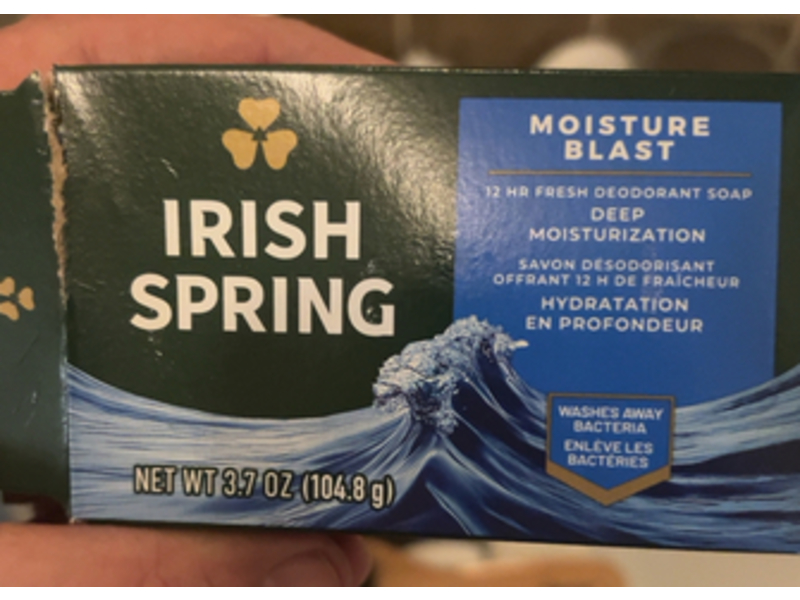 IRISH
SPRING
NET WT 3.7 OZ (104.8 g)
MOISTURE
BLAST
12 HR FRESH DEODORANT SOAP
DEEP
MOISTURIZATION
SAVON DÉSODORISANT
OFFRANT 12 H DE FRAÎCHEUR
HYDRATATION
EN PROFONDEUR
WASHES AWAY
BACTERIA
ENLÈVE LES
BACTÉRIES